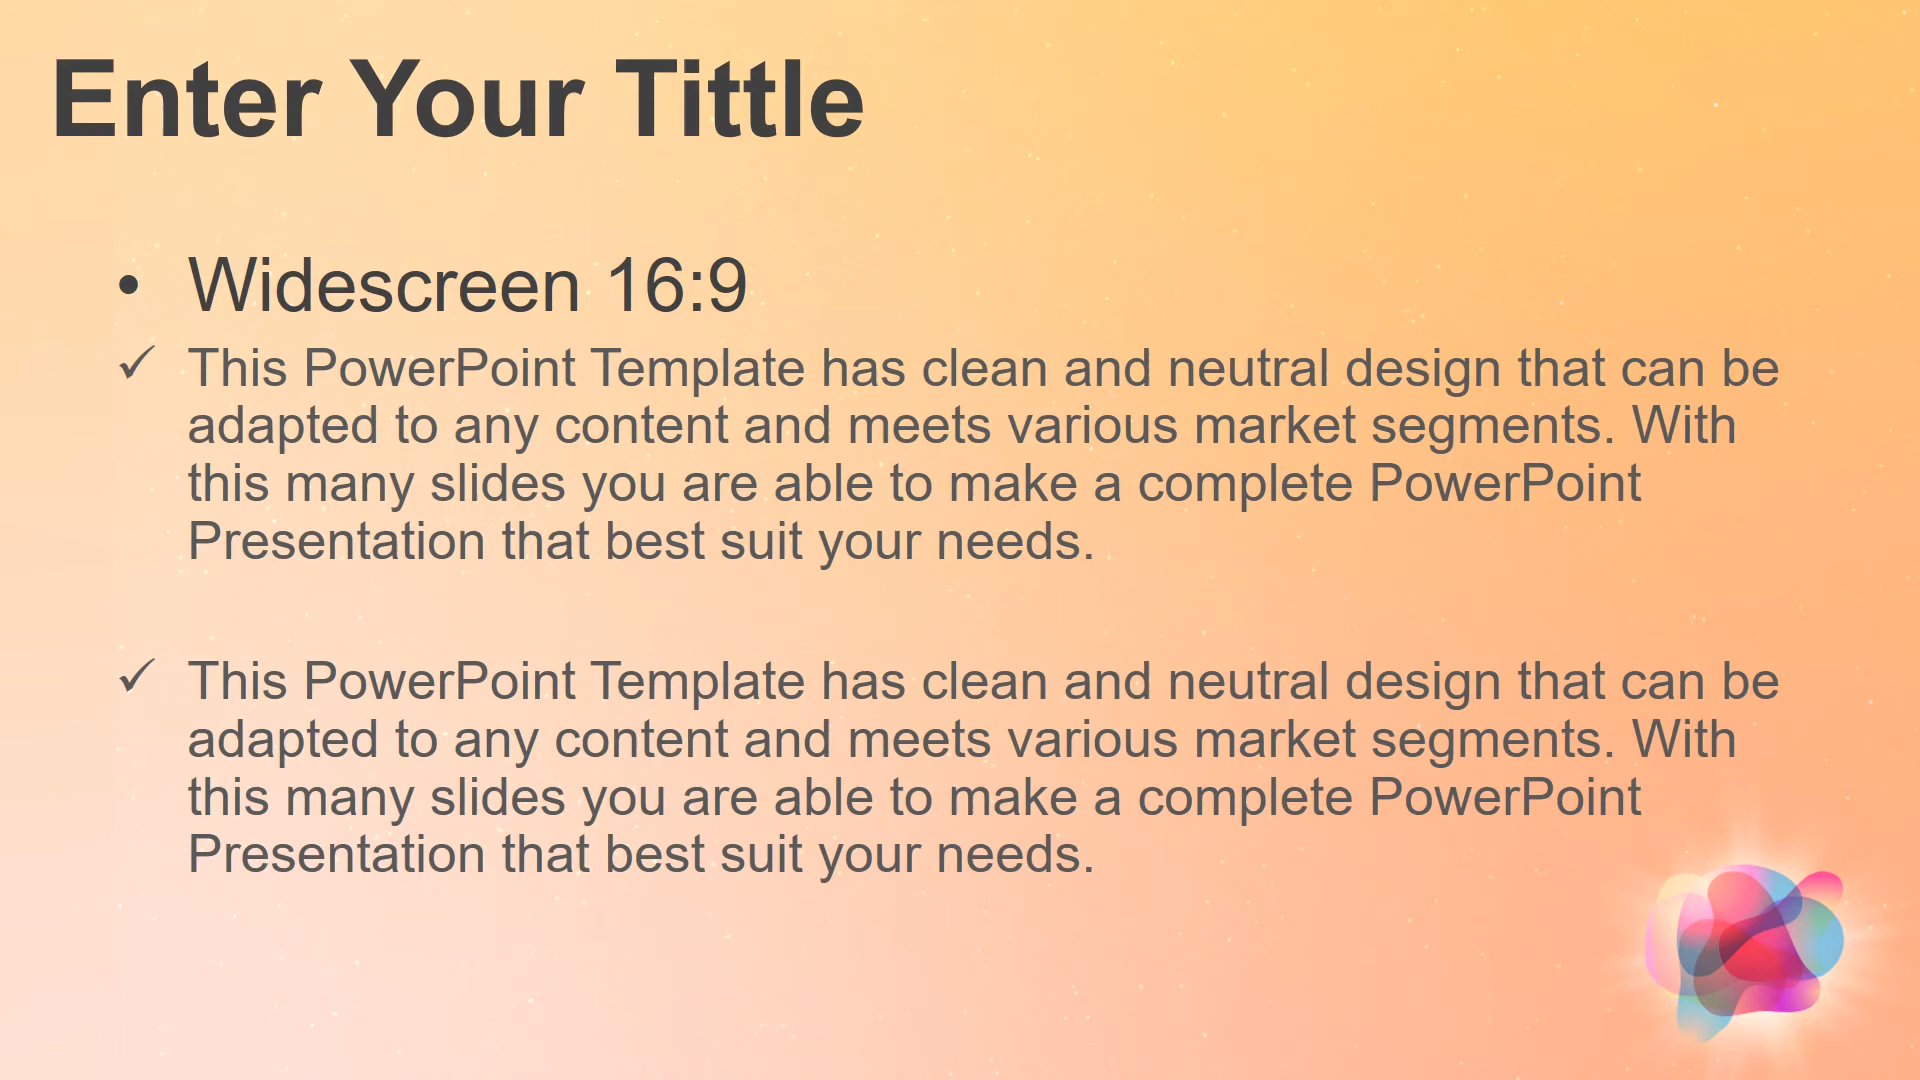 Enter Your Tittle
• Widescreen 16:9
✓ This PowerPoint Template has clean and neutral design that can be
adapted to any content and meets various market segments. With
this many slides you are able to make a complete PowerPoint
Presentation that best suit your needs.
✓ This PowerPoint Template has clean and neutral design that can be
adapted to any content and meets various market segments. With
this many slides you are able to make a complete PowerPoint
Presentation that best suit your needs.